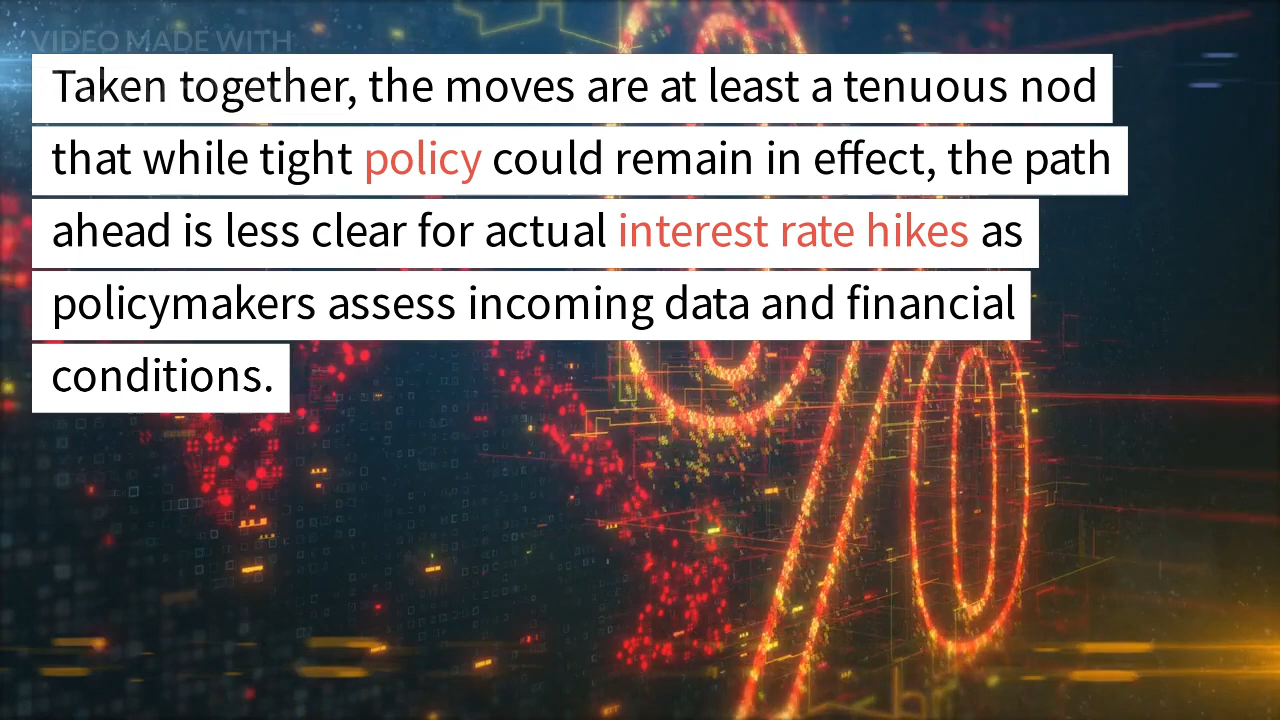 VIDEO MADE WITH
Taken together, the moves are at least a tenuous nod
that while tight policy could remain in effect, the path
ahead is less clear for actual interest rate hikes as
policymakers assess incoming data and financial
conditions.